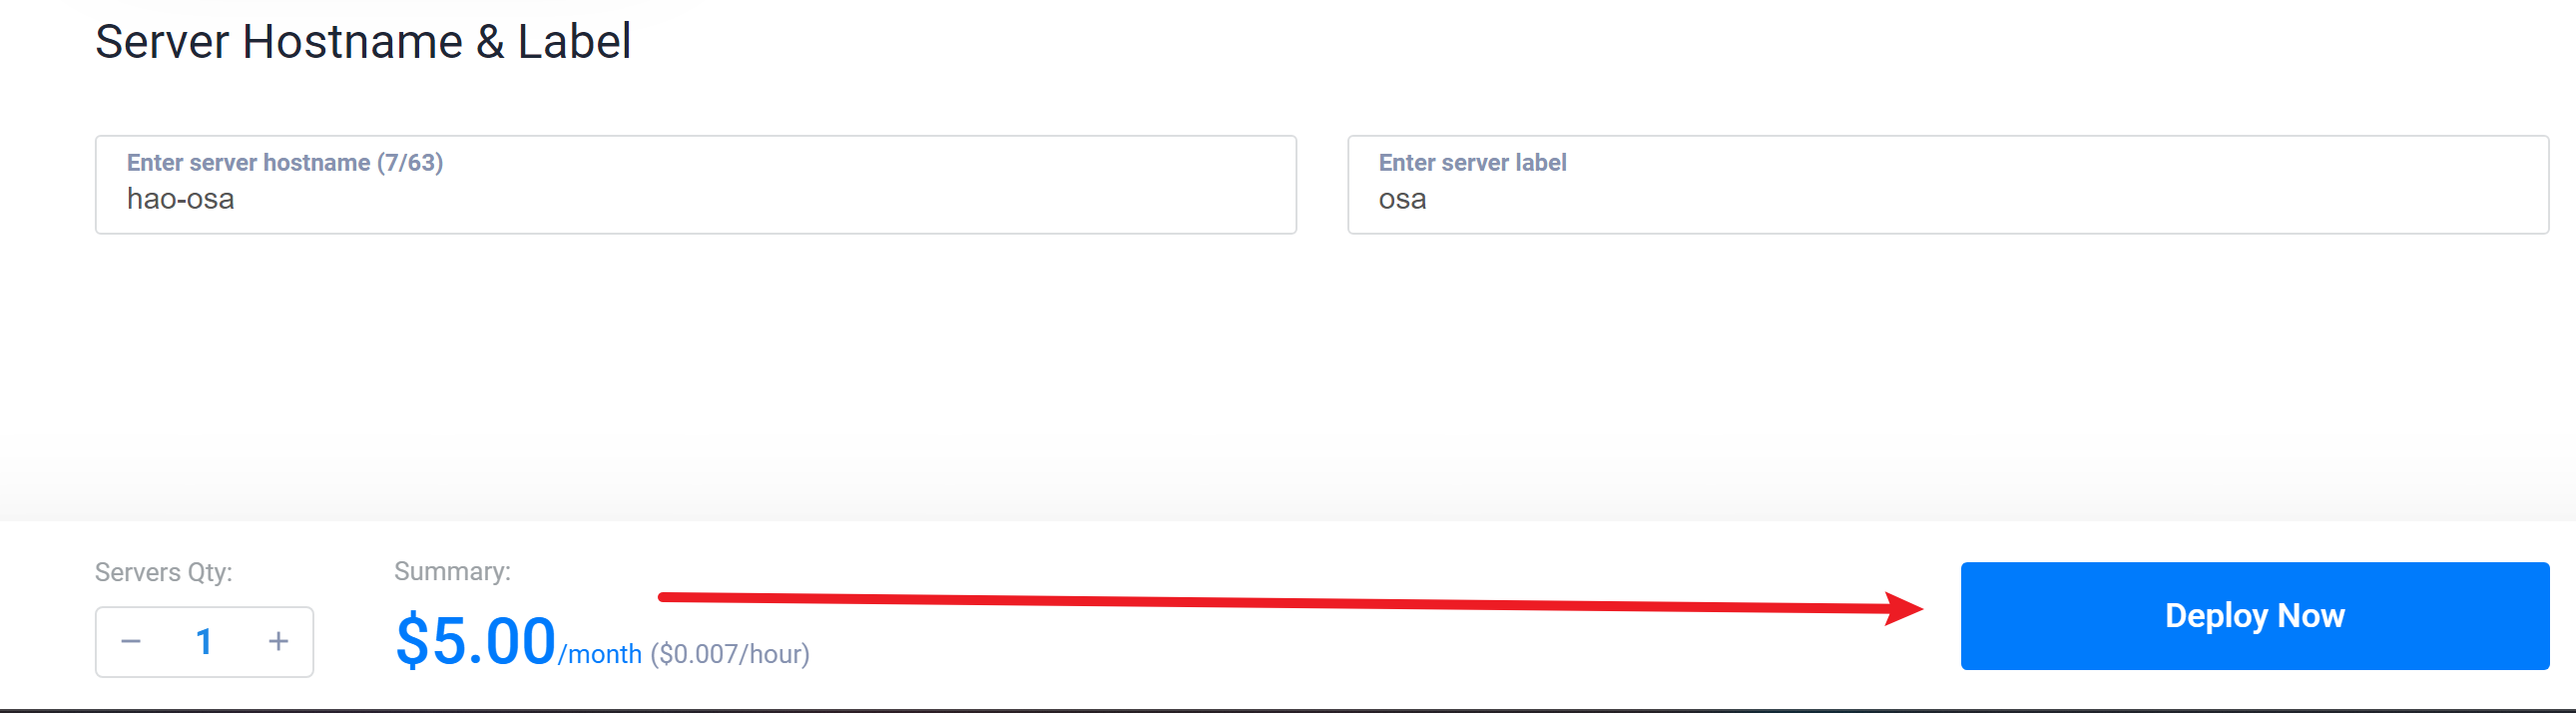 Server Hostname & Label
Enter server hostname (7/63)
hao-osa
Enter server label
osa
Servers Qty:
− 1 +
Summary:
$5.00/month ($0.007/hour)
Deploy Now